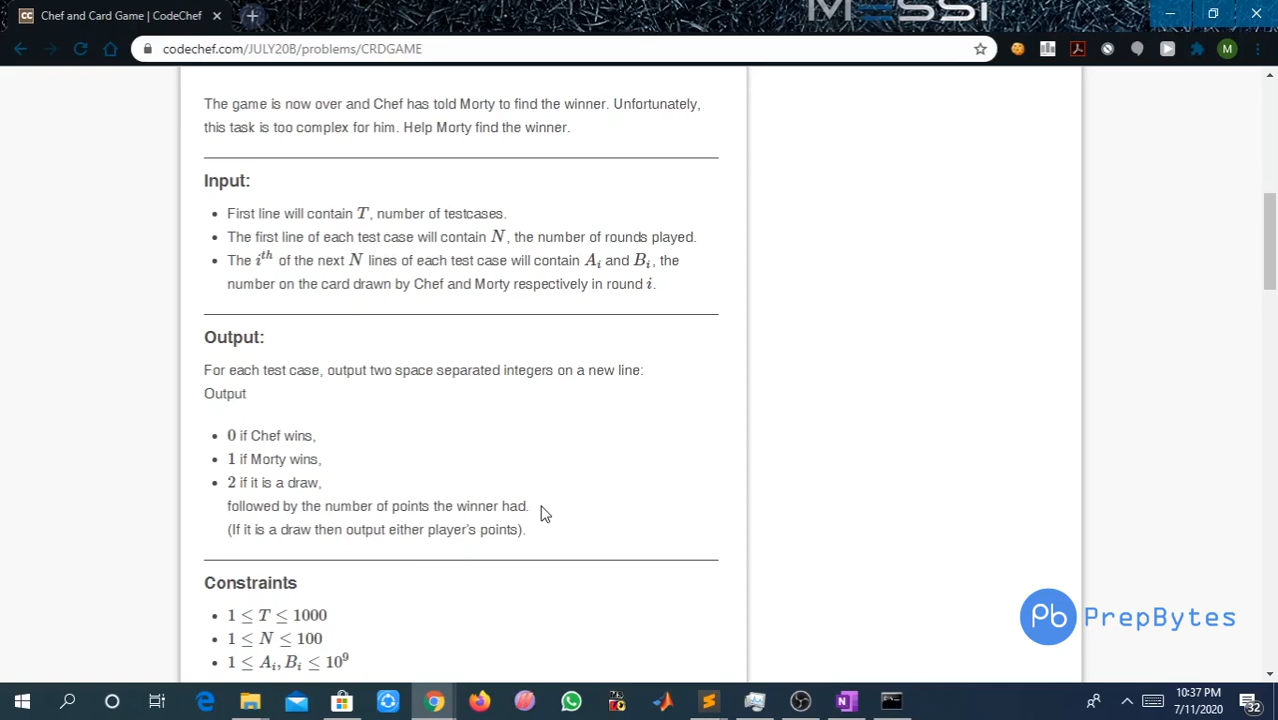 MESSI
Chef and Card Game | CodeChef
codechef.com/JULY20B/problems/CRDGAME
M
The game is now over and Chef has told Morty to find the winner. Unfortunately,
this task is too complex for him. Help Morty find the winner.
Input:
• First line will contain T, number of testcases.
• The first line of each test case will contain N, the number of rounds played.
• The i^th of the next N lines of each test case will contain A_i and B_i, the
number on the card drawn by Chef and Morty respectively in round i.
Output:
For each test case, output two space separated integers on a new line:
Output
• 0 if Chef wins,
• 1 if Morty wins,
• 2 if it is a draw,
followed by the number of points the winner had.
(If it is a draw then output either player's points).
Constraints
• 1 ≤ T ≤ 1000
• 1 ≤ N ≤ 100
• 1 ≤ A_i, B_i ≤ 10^9
Pb PrepBytes
10:37 PM
7/11/2020
32